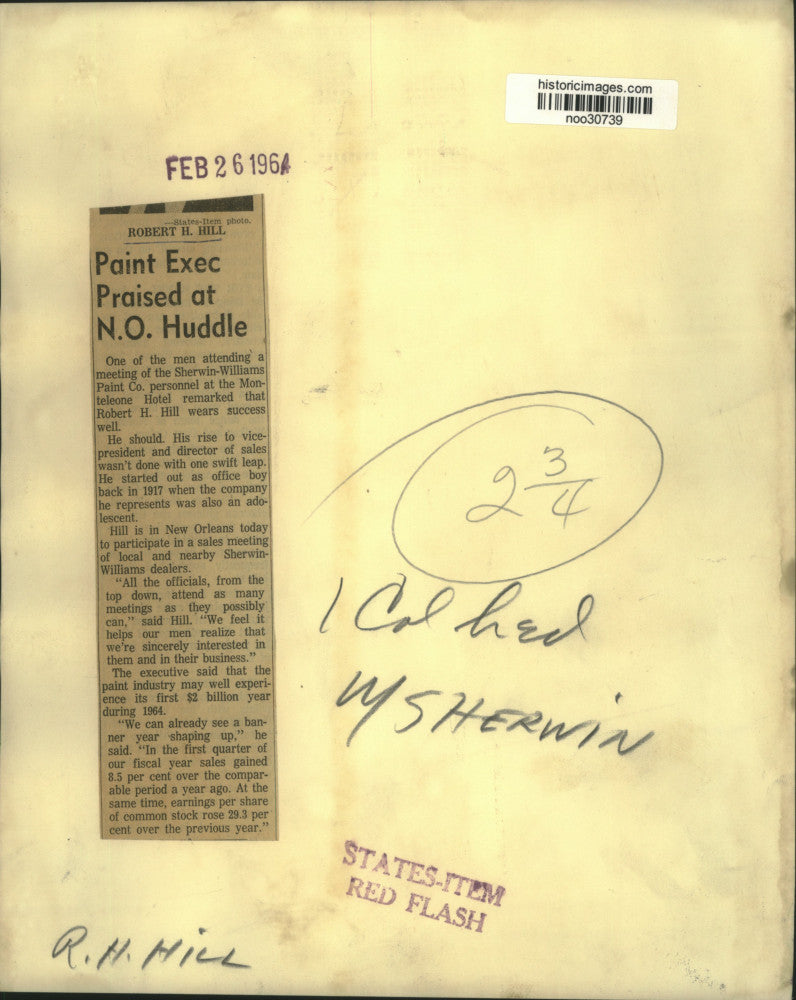 historicimages.com
noo30739
FEB 26 1964
—States-Item photo.
ROBERT H. HILL
Paint Exec
Praised at
N.O. Huddle
One of the men attending a
meeting of the Sherwin-Williams
Paint Co. personnel at the Mon-
teleone Hotel remarked that
Robert H. Hill wears success
well.
He should. His rise to vice-
president and director of sales
wasn't done with one swift leap.
He started out as office boy
back in 1917 when the company
he represents was also an ado-
lescent.
Hill is in New Orleans today
to participate in a sales meeting
of local and nearby Sherwin-
Williams dealers.
"All the officials, from the
top down, attend as many
meetings as they possibly
can," said Hill. "We feel it
helps our men realize that
we're sincerely interested in
them and in their business."
The executive said that the
paint industry may well experi-
ence its first $2 billion year
during 1964.
"We can already see a ban-
ner year shaping up," he
said. "In the first quarter of
our fiscal year sales gained
8.5 per cent over the compar-
able period a year ago. At the
same time, earnings per share
of common stock rose 29.3 per
cent over the previous year."
2 3/4
1 Col hed
W/SHERWIN
STATES-ITEM
RED FLASH
R.H. HILL